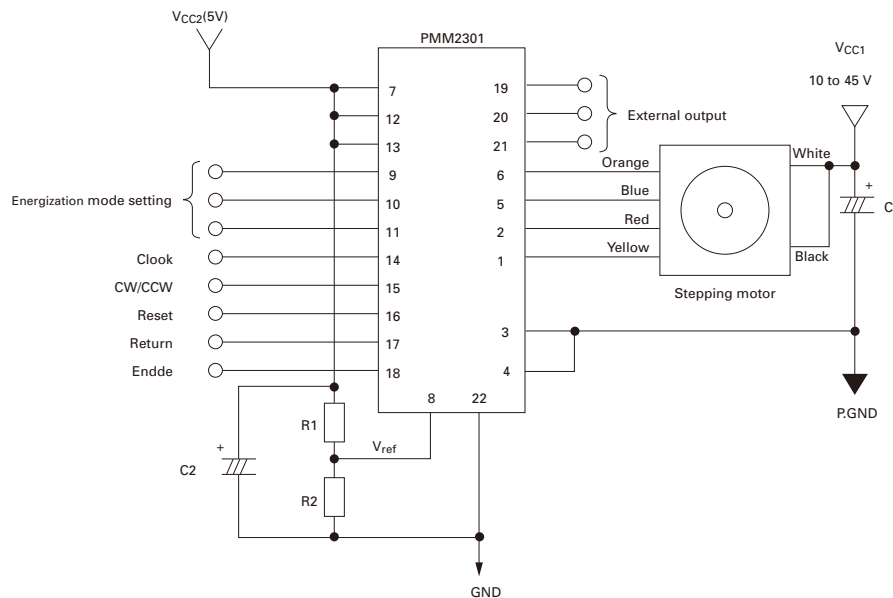 VCC2(5V)
PMM2301
VCC1
10 to 45 V
7
19
External output
12
20
13
21
Energization mode setting
9
10
11
Orange
6
White
Blue
5
C
Red
2
Yellow
1
Black
Stepping motor
Clook
14
CW/CCW
15
Reset
16
3
Return
17
4
Endde
18
8
22
P.GND
R1
Vref
C2
R2
GND
+
+